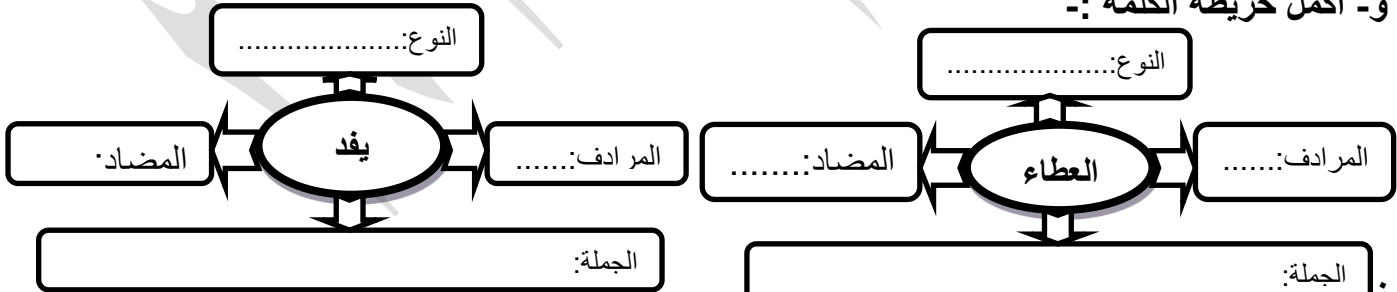 و- أكمل خريطة الكلمة :-
النوع:....................
النوع:....................
المرادف:......
العطاء
المضاد:........
المرادف:......
يفد
المضاد:
الجملة:
الجملة: